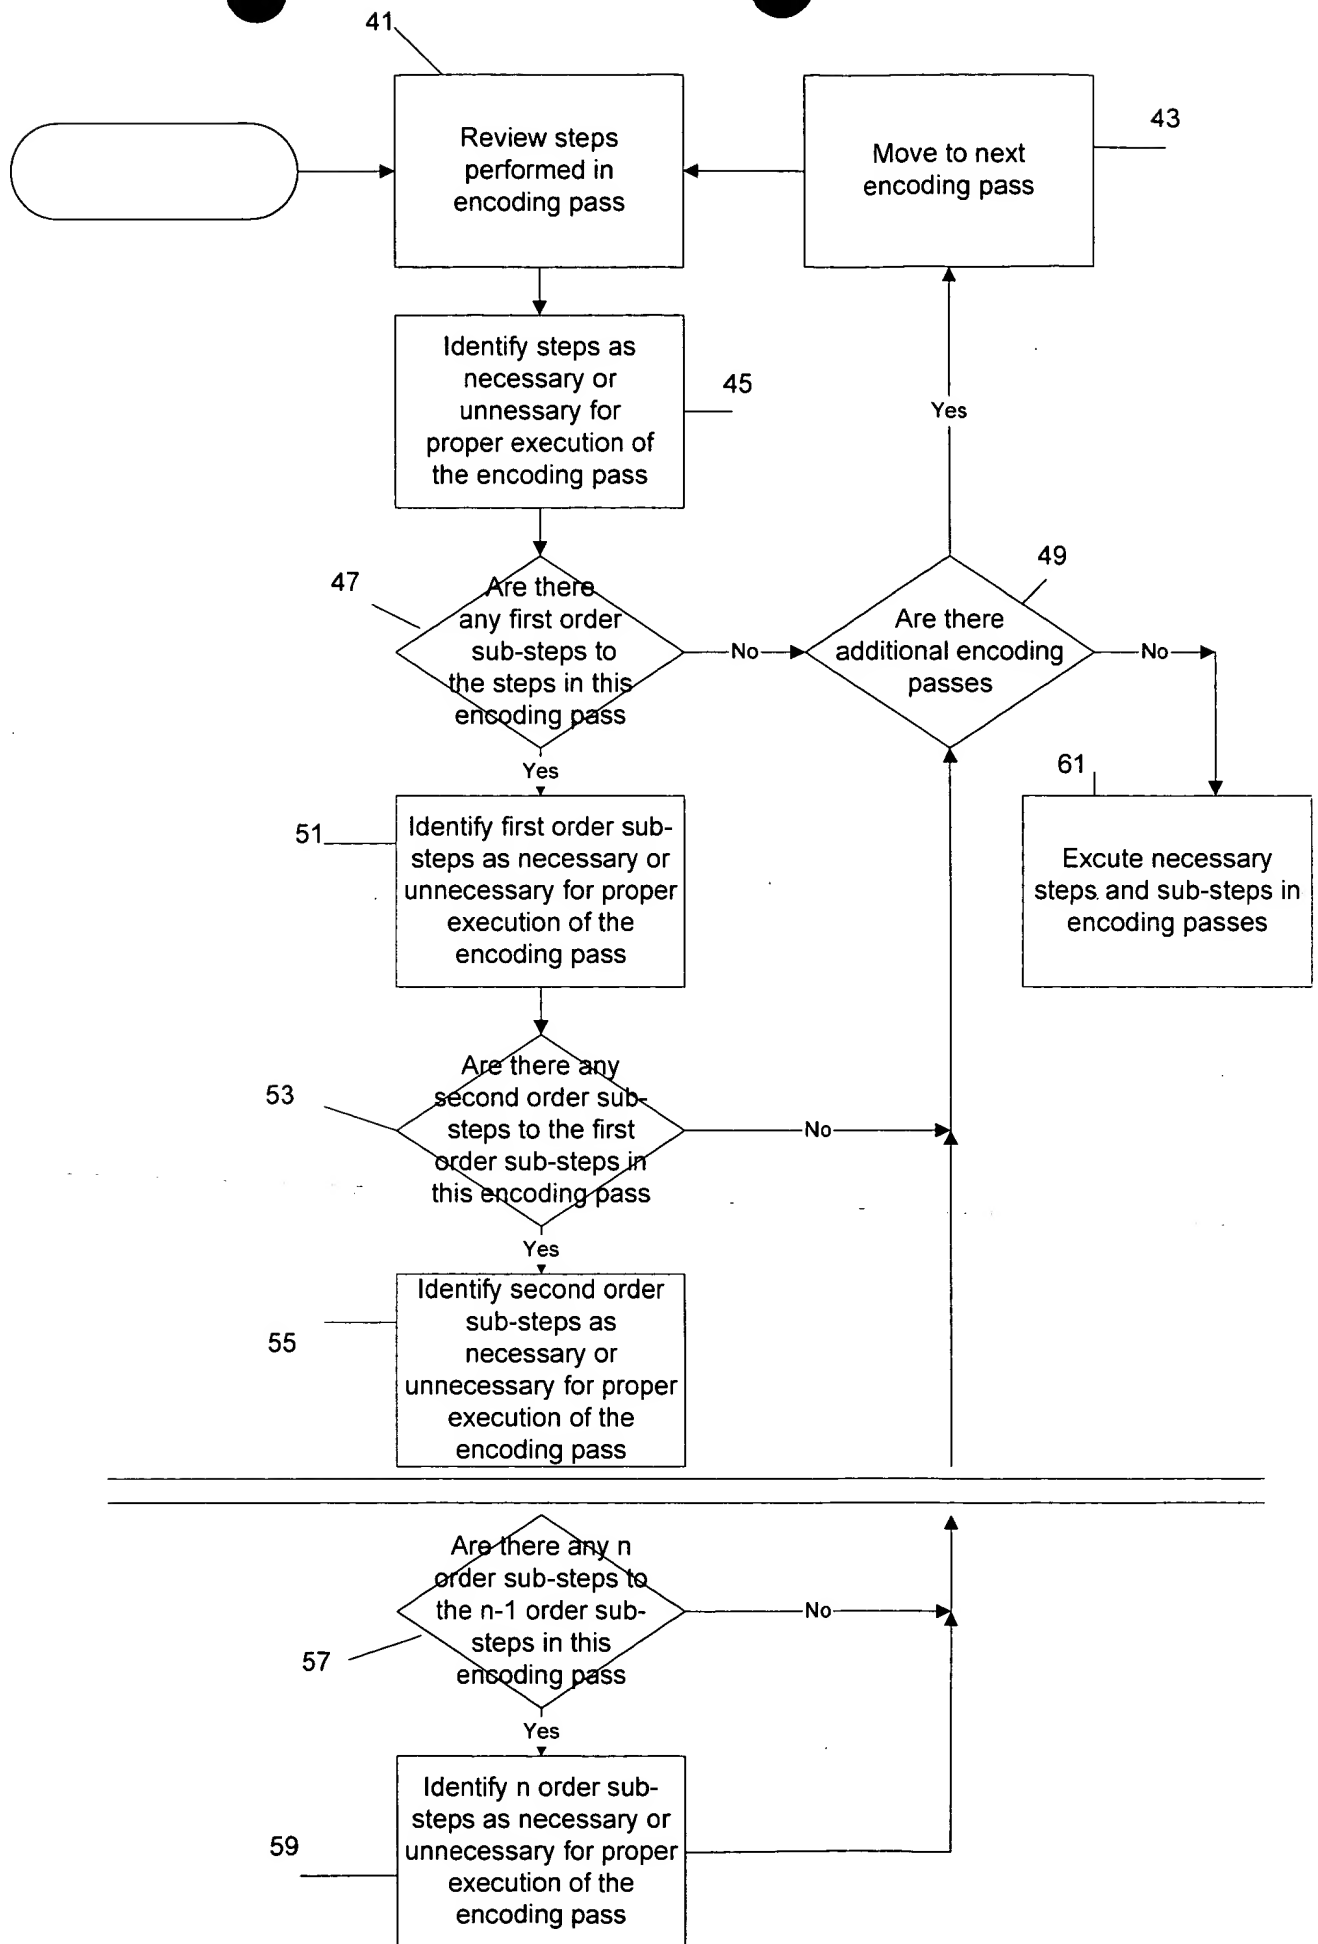 41
Review steps
performed in
encoding pass
Move to next
encoding pass
43
Identify steps as
necessary or
unnessary for
proper execution of
the encoding pass
45
Yes
47
Are there
any first order
sub-steps to
the steps in this
encoding pass
No
49
Are there
additional encoding
passes
No
Yes
51
Identify first order sub-
steps as necessary or
unnecessary for proper
execution of the
encoding pass
61
Excute necessary
steps and sub-steps in
encoding passes
53
Are there any
second order sub-
steps to the first
order sub-steps in
this encoding pass
No
Yes
55
Identify second order
sub-steps as
necessary or
unnecessary for proper
execution of the
encoding pass
57
Are there any n
order sub-steps to
the n-1 order sub-
steps in this
encoding pass
No
Yes
59
Identify n order sub-
steps as necessary or
unnecessary for proper
execution of the
encoding pass